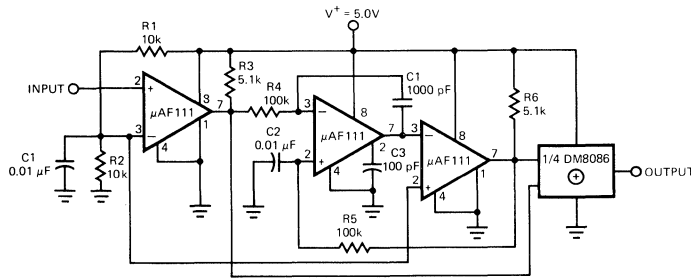 V+ = 5.0V
R1
10k
R3
5.1k
R4
100k
C1
1000 pF
R6
5.1k
INPUT
2
+
3
−
μAF111
8
1
4
7
C1
0.01 μF
R2
10k
C2
0.01 μF
3
−
μAF111
8
2
+
2
7
4
C3
100 pF
3
−
μAF111
8
2
+
7
1
4
R5
100k
1/4 DM8086
+
OUTPUT